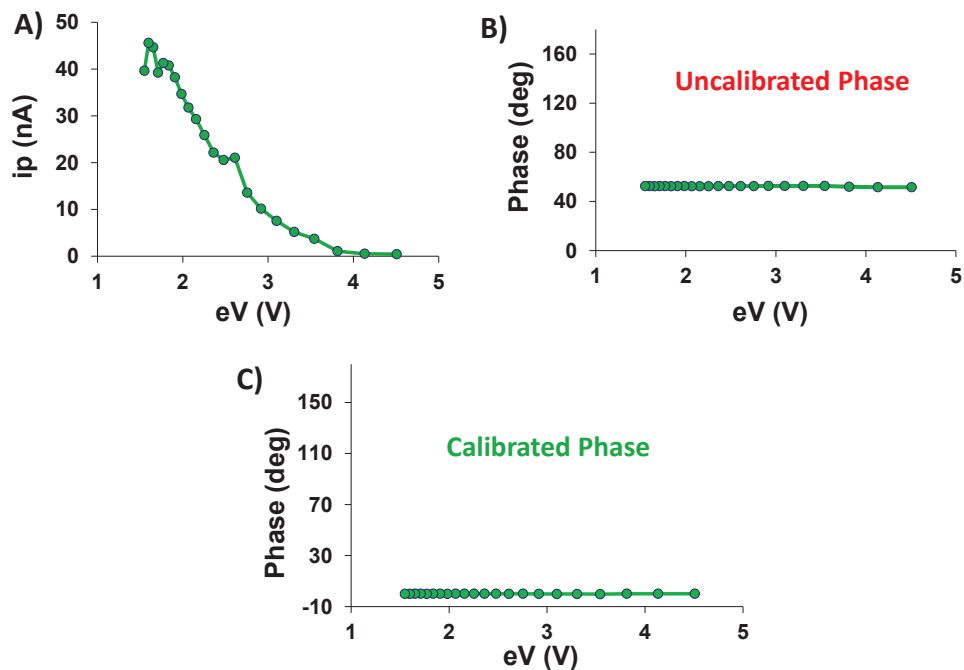 A)
50
40
30
20
10
0
ip (nA)
1 2 3 4 5
eV (V)
B)
160
120
80
40
0
Phase (deg)
Uncalibrated Phase
1 2 3 4 5
eV (V)
C)
150
110
70
30
-10
Phase (deg)
Calibrated Phase
1 2 3 4 5
eV (V)